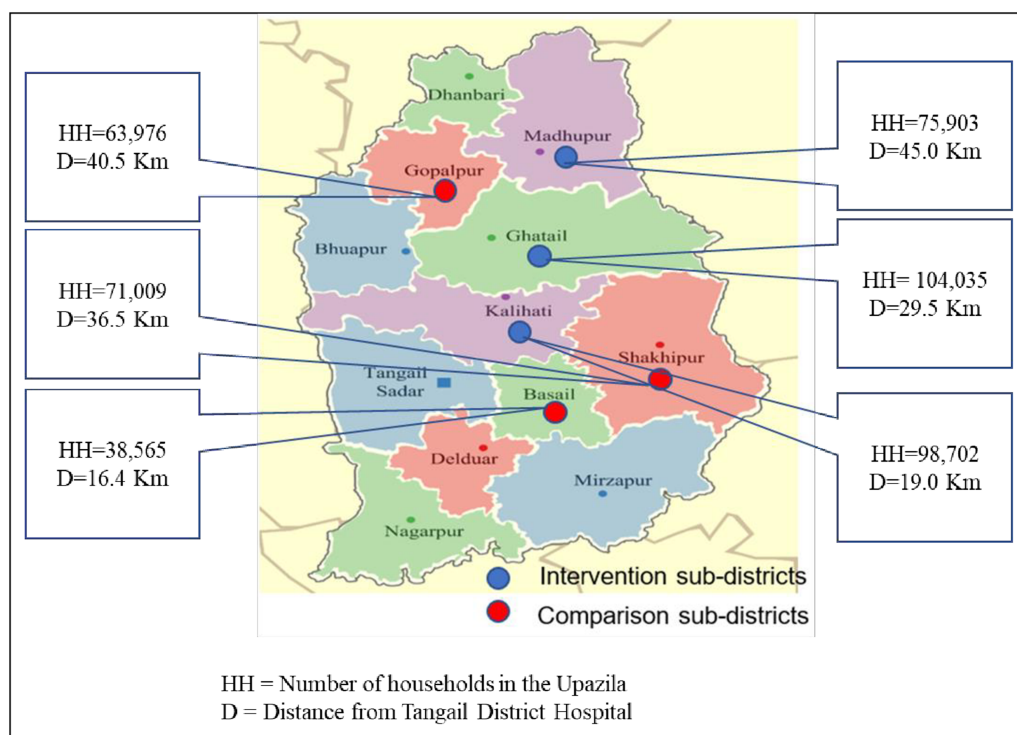 HH=63,976
D=40.5 Km
HH=71,009
D=36.5 Km
HH=38,565
D=16.4 Km
Dhanbari
Madhupur
Gopalpur
Ghatail
Bhuapur
Kalihati
Shakhipur
Tangail
Sadar
Basail
Delduar
Mirzapur
Nagarpur
HH=75,903
D=45.0 Km
HH= 104,035
D=29.5 Km
HH=98,702
D=19.0 Km
Intervention sub-districts
Comparison sub-districts
HH = Number of households in the Upazila
D = Distance from Tangail District Hospital